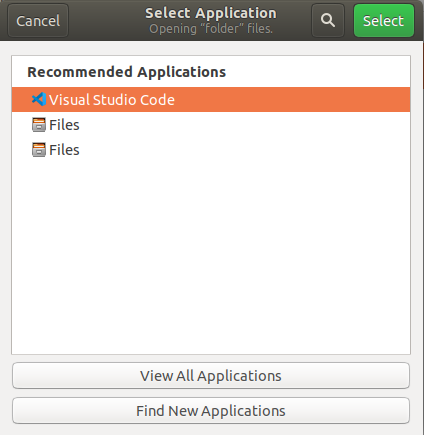 Cancel
Select Application
Opening “folder” files.
Select
Recommended Applications
Visual Studio Code
Files
Files
View All Applications
Find New Applications